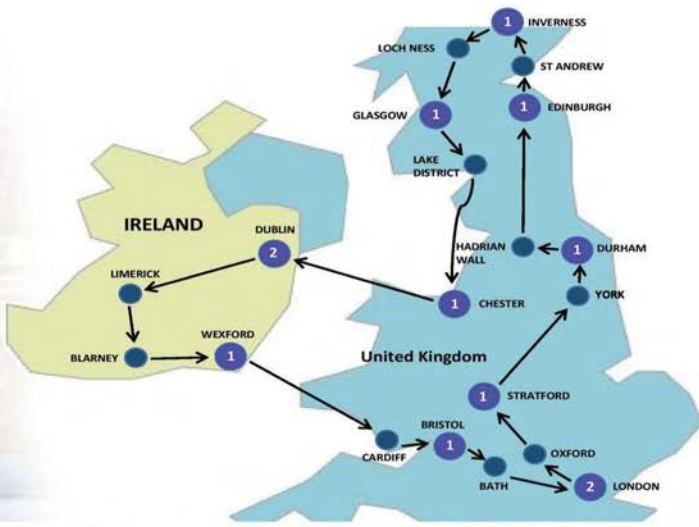 1 INVERNESS
LOCH NESS
ST ANDREW
GLASGOW 1
1 EDINBURGH
LAKE
DISTRICT
IRELAND
DUBLIN
2
HADRIAN
WALL
1 DURHAM
LIMERICK
YORK
1 CHESTER
WEXFORD
1
BLARNEY
United Kingdom
1 STRATFORD
BRISTOL
1
CARDIFF
OXFORD
BATH
2 LONDON